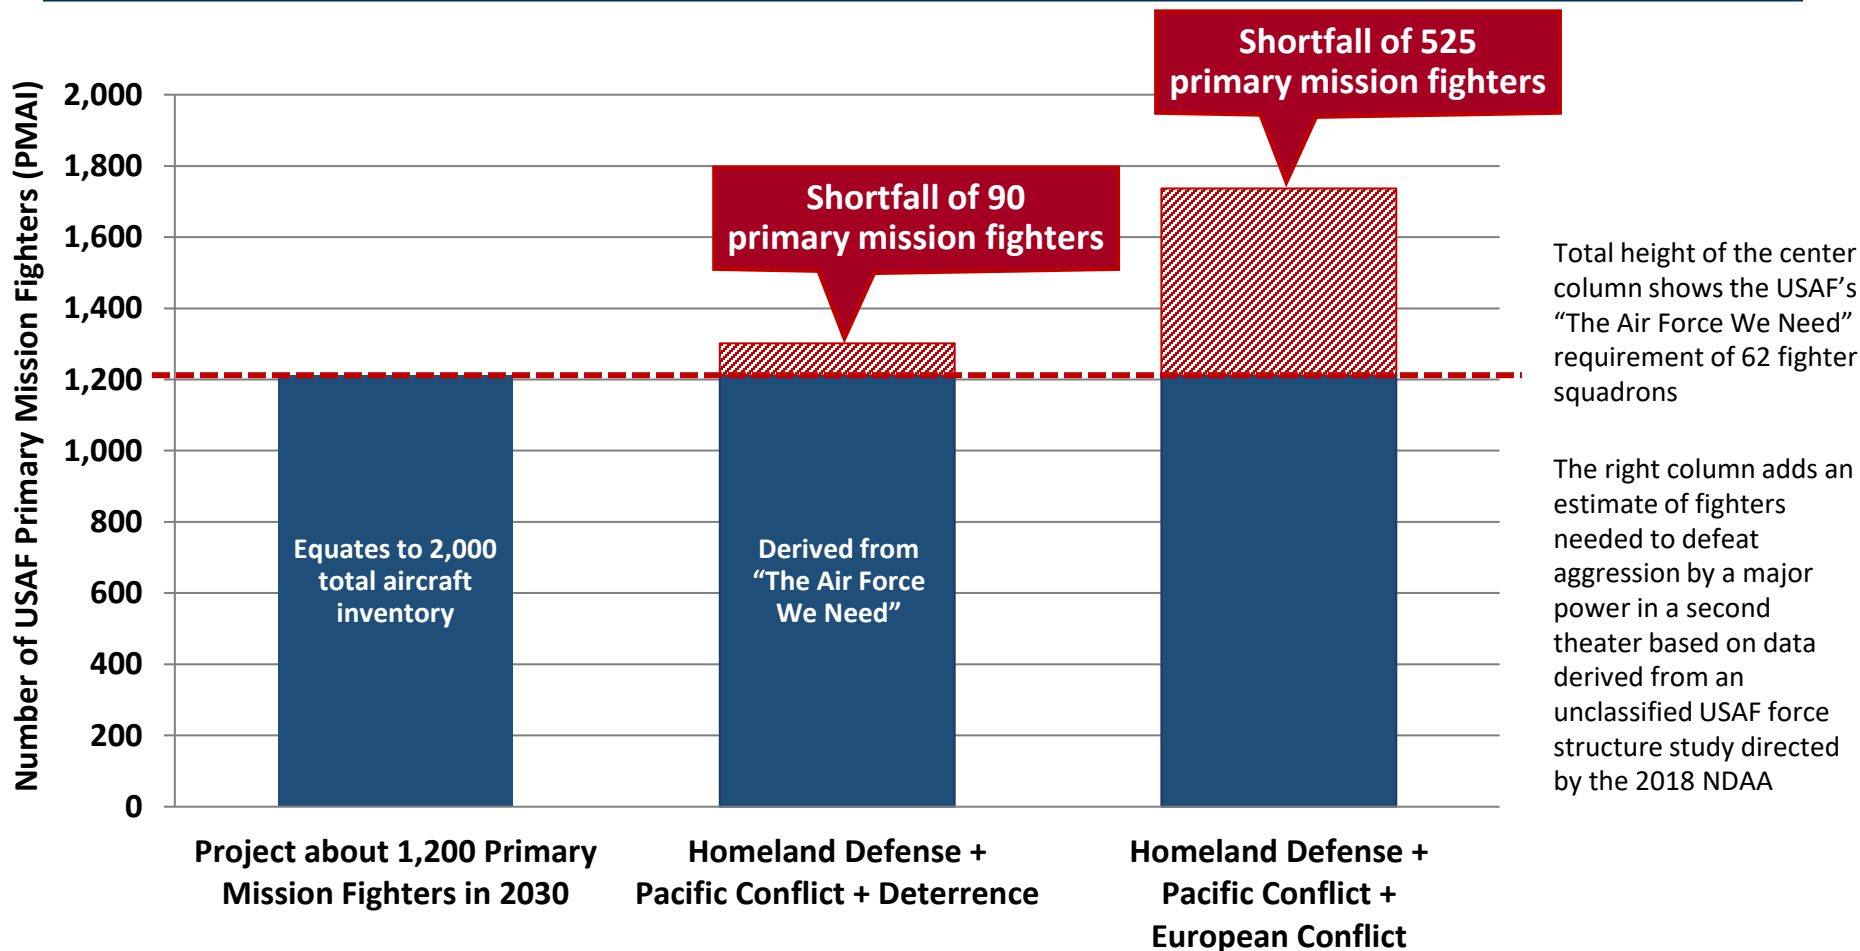 Number of USAF Primary Mission Fighters (PMAI)
2,000
1,800
1,600
1,400
1,200
1,000
800
600
400
200
0
Shortfall of 90
primary mission fighters
Shortfall of 525
primary mission fighters
Equates to 2,000
total aircraft
inventory
Derived from
“The Air Force
We Need”
Project about 1,200 Primary
Mission Fighters in 2030
Homeland Defense +
Pacific Conflict + Deterrence
Homeland Defense +
Pacific Conflict +
European Conflict
Total height of the center
column shows the USAF’s
“The Air Force We Need”
requirement of 62 fighter
squadrons
The right column adds an
estimate of fighters
needed to defeat
aggression by a major
power in a second
theater based on data
derived from an
unclassified USAF force
structure study directed
by the 2018 NDAA